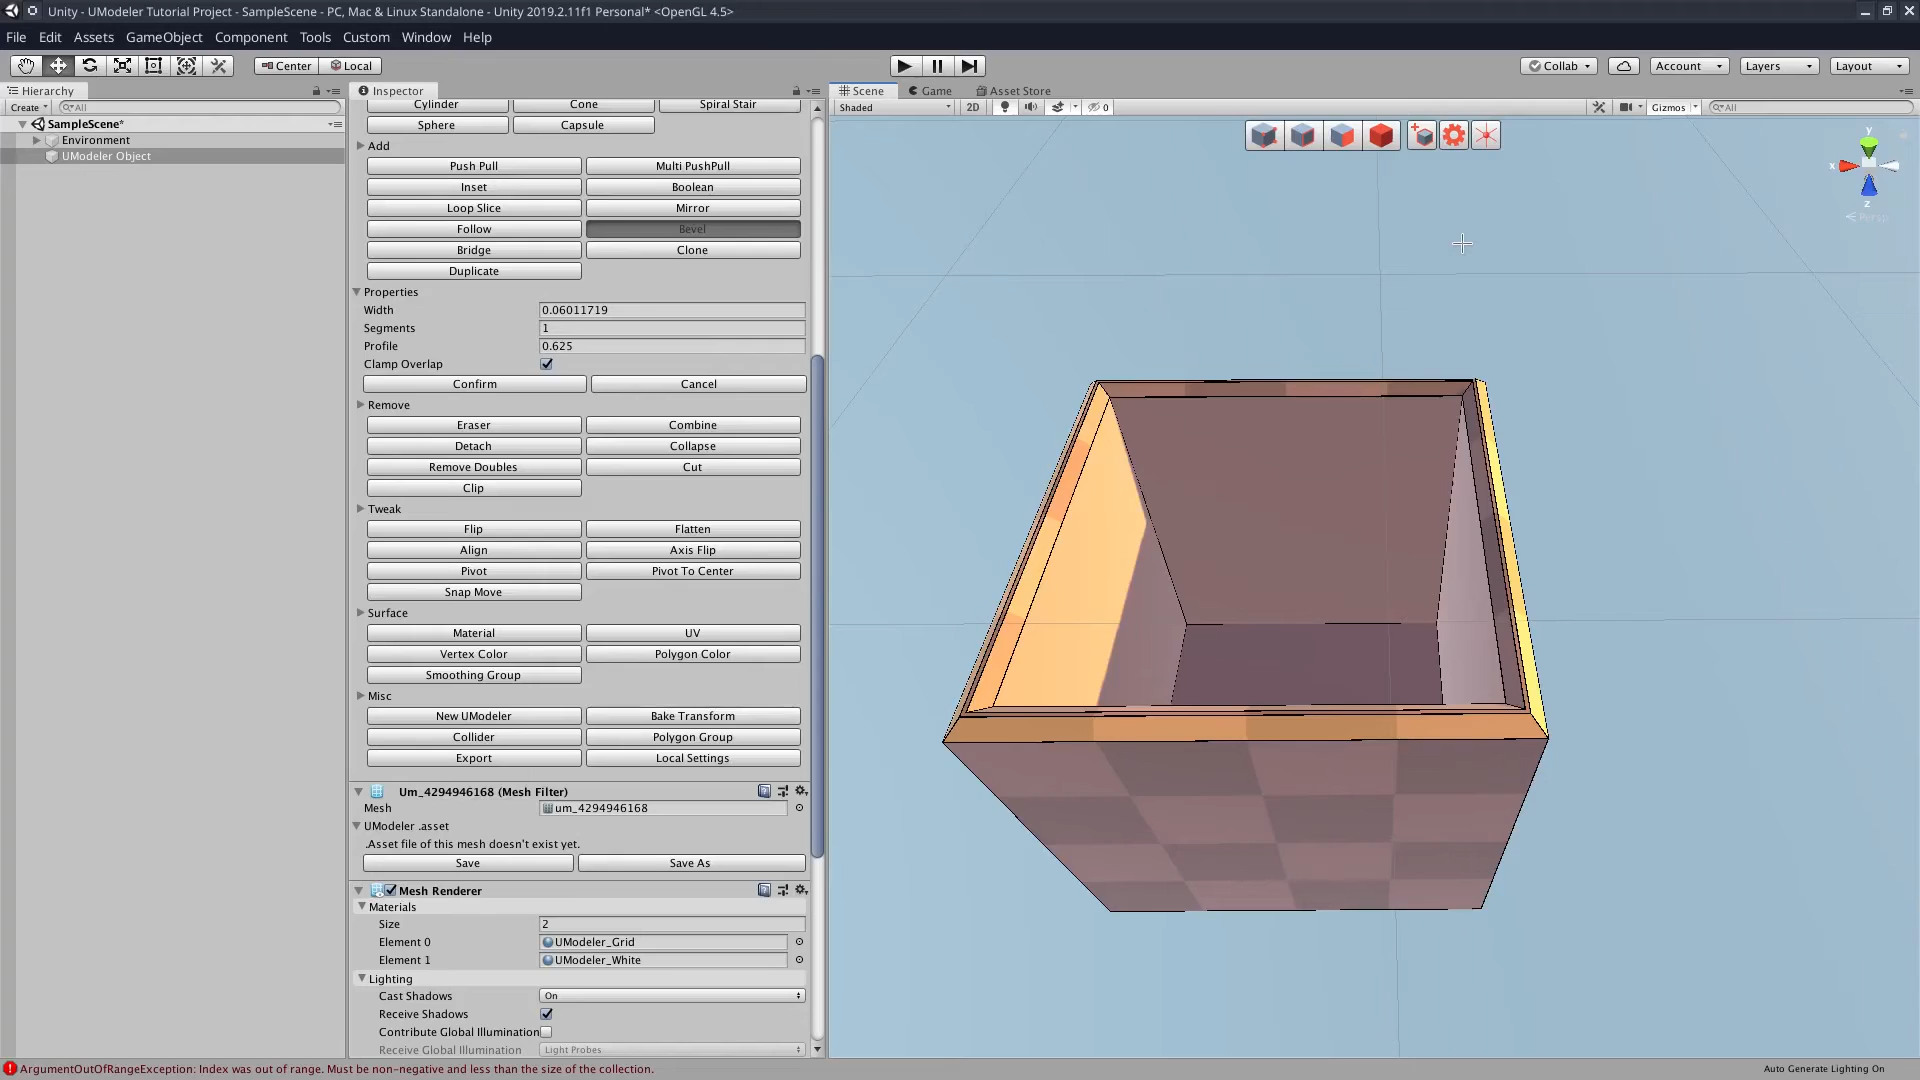 Unity - UModeler Tutorial Project - SampleScene - PC, Mac & Linux Standalone - Unity 2019.2.11f1 Personal* <OpenGL 4.5>
File Edit Assets GameObject Component Tools Custom Window Help
Center Local Collab Account Layers Layout
Hierarchy Inspector Scene Game Asset Store
Create All
SampleScene*
Environment
UModeler Object
Cylinder Cone Spiral Stair
Sphere Capsule
Add
Push Pull Multi PushPull
Inset Boolean
Loop Slice Mirror
Follow Bevel
Bridge Clone
Duplicate
Properties
Width 0.06011719
Segments 1
Profile 0.625
Clamp Overlap
Confirm Cancel
Remove
Eraser Combine
Detach Collapse
Remove Doubles Cut
Clip
Tweak
Flip Flatten
Align Axis Flip
Pivot Pivot To Center
Snap Move
Surface
Material UV
Vertex Color Polygon Color
Smoothing Group
Misc
New UModeler Bake Transform
Collider Polygon Group
Export Local Settings
Um_4294946168 (Mesh Filter)
Mesh um_4294946168
UModeler .asset
.Asset file of this mesh doesn't exist yet.
Save Save As
Mesh Renderer
Materials
Size 2
Element 0 UModeler_Grid
Element 1 UModeler_White
Lighting
Cast Shadows On
Receive Shadows
Contribute Global Illumination
Receive Global Illumination Light Probes
Shaded 2D 0 Gizmos All
y
x
z
Persp
ArgumentOutOfRangeException: Index was out of range. Must be non-negative and less than the size of the collection.
Auto Generate Lighting On